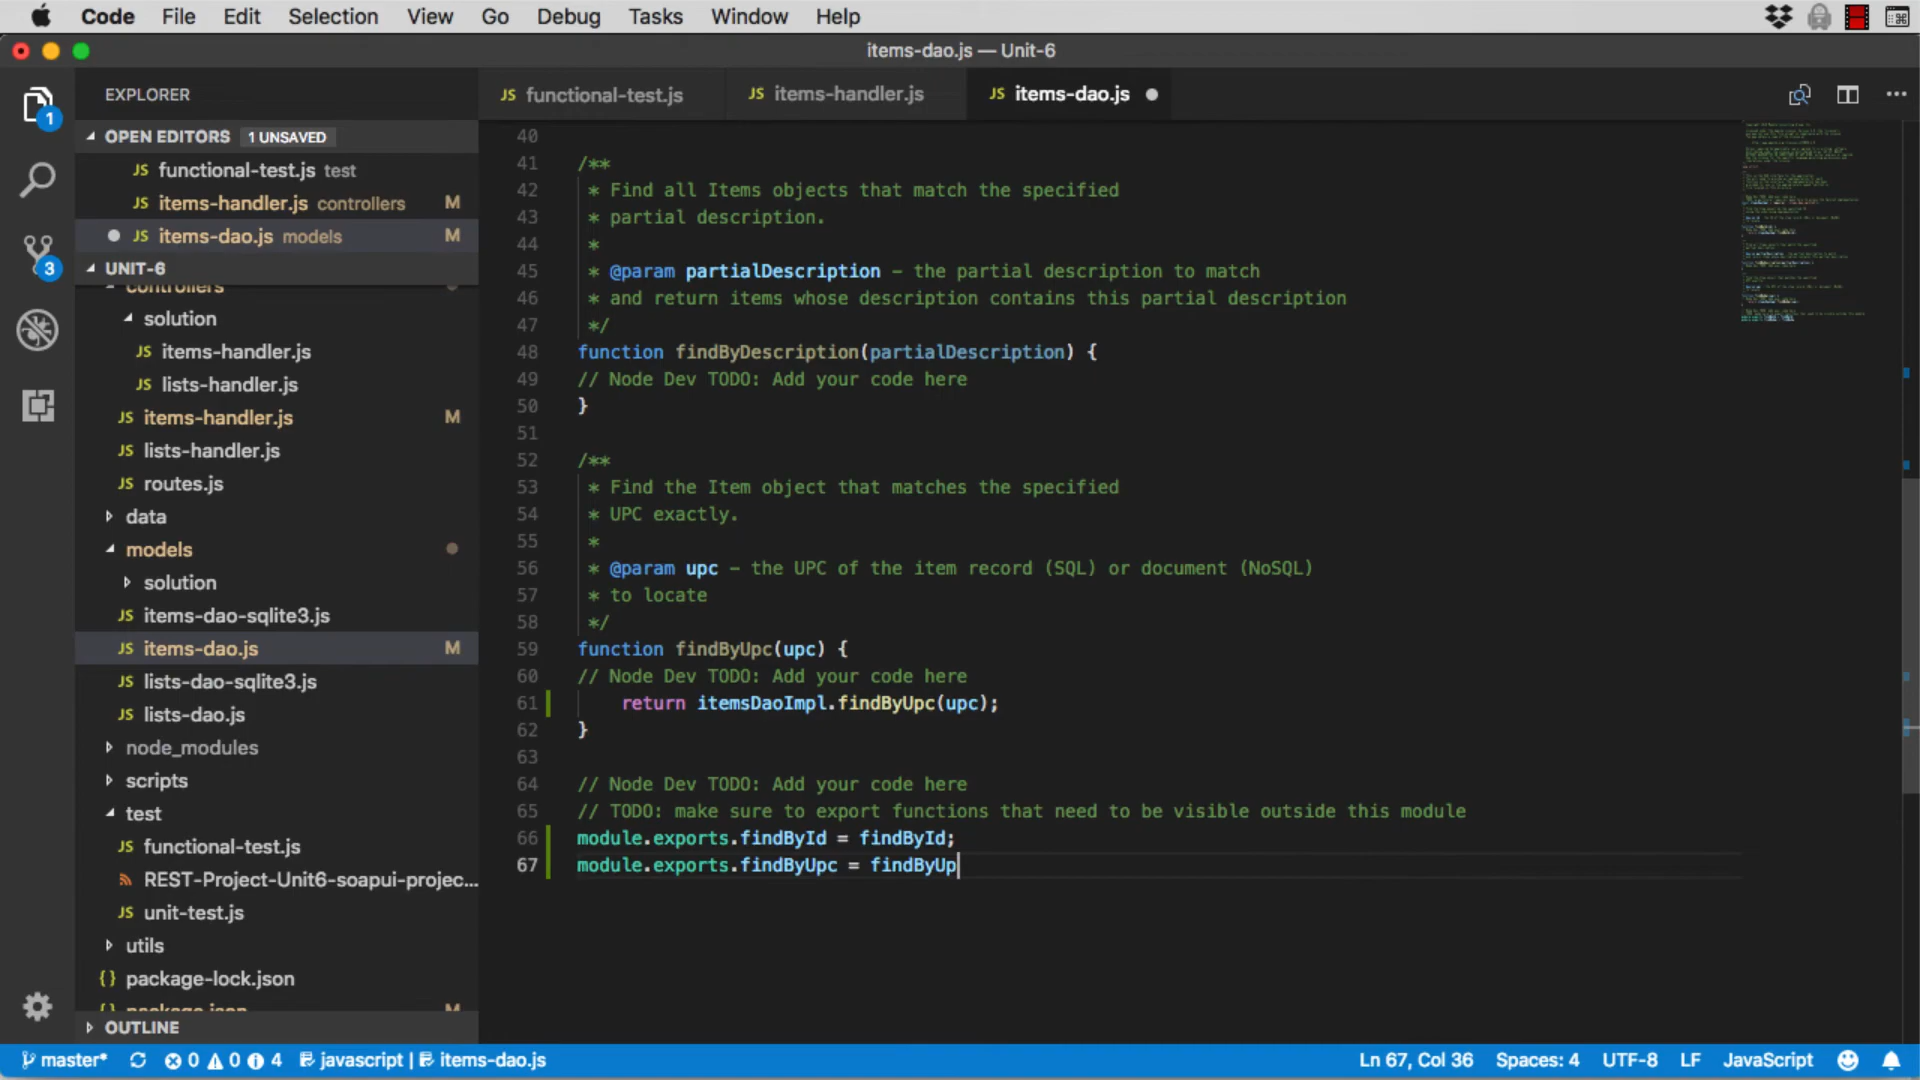 Code File Edit Selection View Go Debug Tasks Window Help
items-dao.js — Unit-6
EXPLORER
OPEN EDITORS 1 UNSAVED
JS functional-test.js test
JS items-handler.js controllers M
JS items-dao.js models M
UNIT-6
controllers
solution
JS items-handler.js
JS lists-handler.js
JS items-handler.js M
JS lists-handler.js
JS routes.js
data
models
solution
JS items-dao-sqlite3.js
JS items-dao.js M
JS lists-dao-sqlite3.js
JS lists-dao.js
node_modules
scripts
test
JS functional-test.js
REST-Project-Unit6-soapui-projec...
JS unit-test.js
utils
{} package-lock.json
{} package.json M
OUTLINE
1
3
JS functional-test.js JS items-handler.js JS items-dao.js
40
41 /**
42 * Find all Items objects that match the specified
43 * partial description.
44 *
45 * @param partialDescription – the partial description to match
46 * and return items whose description contains this partial description
47 */
48 function findByDescription(partialDescription) {
49 // Node Dev TODO: Add your code here
50 }
51
52 /**
53 * Find the Item object that matches the specified
54 * UPC exactly.
55 *
56 * @param upc – the UPC of the item record (SQL) or document (NoSQL)
57 * to locate
58 */
59 function findByUpc(upc) {
60 // Node Dev TODO: Add your code here
61 return itemsDaoImpl.findByUpc(upc);
62 }
63
64 // Node Dev TODO: Add your code here
65 // TODO: make sure to export functions that need to be visible outside this module
66 module.exports.findById = findById;
67 module.exports.findByUpc = findByUp
master* 0 0 4 javascript | items-dao.js Ln 67, Col 36 Spaces: 4 UTF-8 LF JavaScript